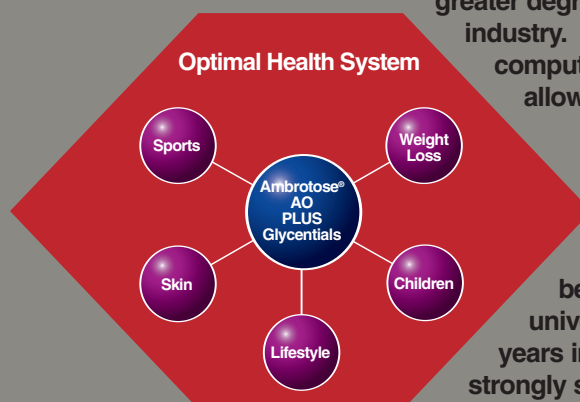 greater degr
industry.
comput
allow
Optimal Health System
Sports
Weight
Loss
Ambrotose®
AO
PLUS
Glycentials
Skin
Children
Lifestyle
be
univ
years i
strongly s